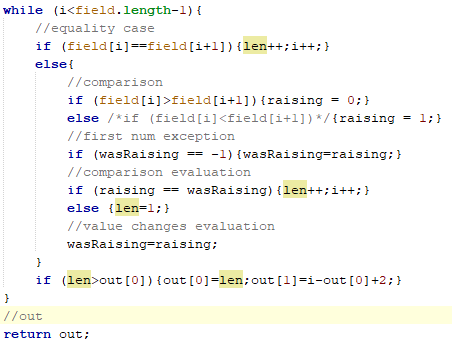 while (i<field.length-1){
//equality case
if (field[i]==field[i+1]){len++;i++;}
else{
//comparison
if (field[i]>field[i+1]){raising = 0;}
else /*if (field[i]<field[i+1])*/{raising = 1;}
//first num exception
if (wasRaising == -1){wasRaising=raising;}
//comparison evaluation
if (raising == wasRaising){len++;i++;}
else {len=1;}
//value changes evaluation
wasRaising=raising;
}
if (len>out[0]){out[0]=len;out[1]=i-out[0]+2;}
}
//out
return out;